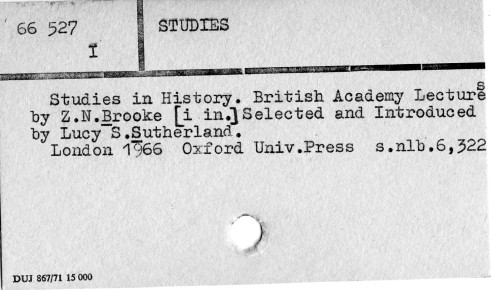 66 527 STUDIES
I
Studies in History. British Academy Lectures
by Z.N.Brooke [i in.] Selected and Introduced
by Lucy S.Sutherland.
London 1966 Oxford Univ.Press s.nlb.6,322
DUJ 867/71 15 000